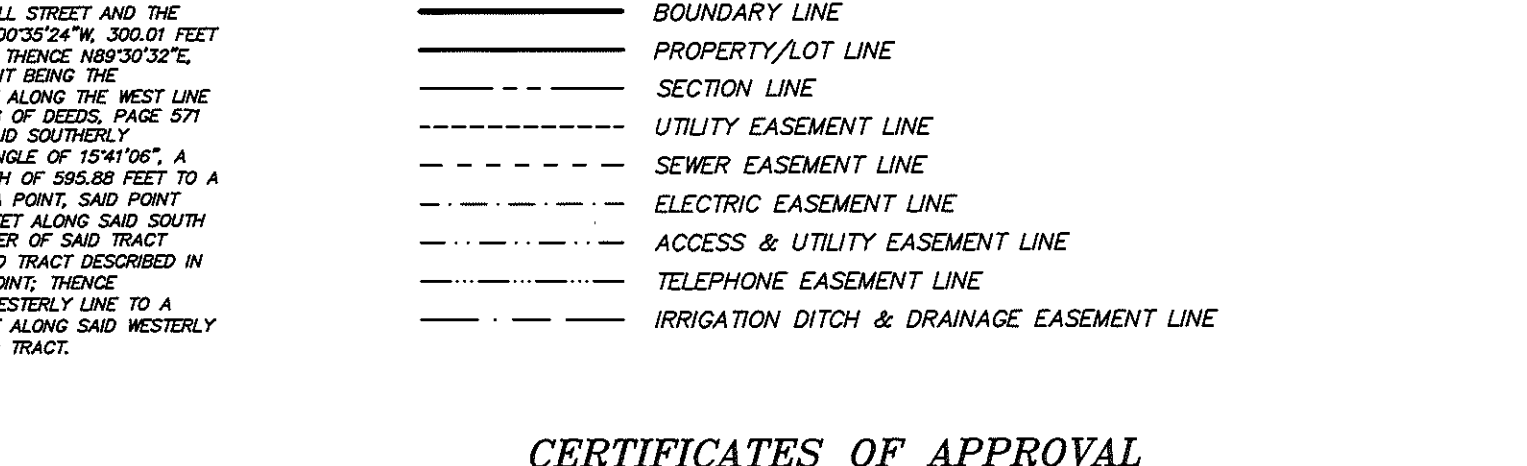 LL STREET AND THE
00°35'24"W, 300.01 FEET
THENCE N89°30'32"E,
NT BEING THE
ALONG THE WEST LINE
OF DEEDS, PAGE 571
ID SOUTHERLY
NGLE OF 15°41'06", A
H OF 595.88 FEET TO A
A POINT, SAID POINT
ET ALONG SAID SOUTH
ER OF SAID TRACT
D TRACT DESCRIBED IN
OINT; THENCE
ESTERLY LINE TO A
ALONG SAID WESTERLY
TRACT.
BOUNDARY LINE
PROPERTY/LOT LINE
SECTION LINE
UTILITY EASEMENT LINE
SEWER EASEMENT LINE
ELECTRIC EASEMENT LINE
ACCESS & UTILITY EASEMENT LINE
TELEPHONE EASEMENT LINE
IRRIGATION DITCH & DRAINAGE EASEMENT LINE
CERTIFICATES OF APPROVAL